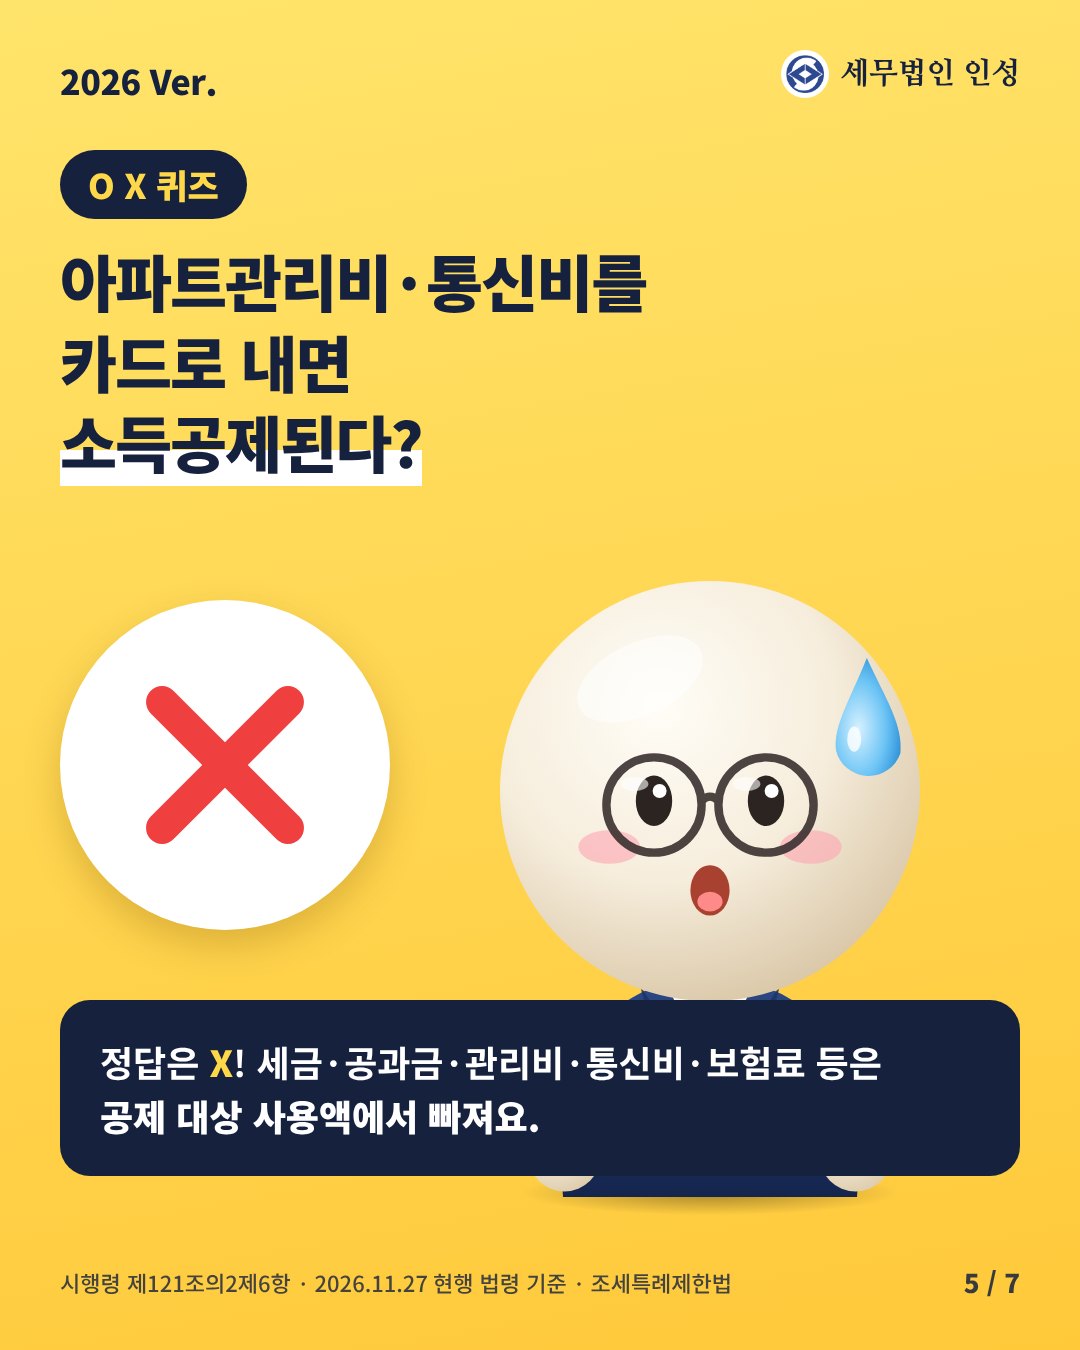 2026 Ver.
세무법인 인성
O X 퀴즈
아파트관리비·통신비를
카드로 내면
소득공제된다?
정답은 X! 세금·공과금·관리비·통신비·보험료 등은
공제 대상 사용액에서 빠져요.
시행령 제121조의2제6항 · 2026.11.27 현행 법령 기준 · 조세특례제한법
5 / 7